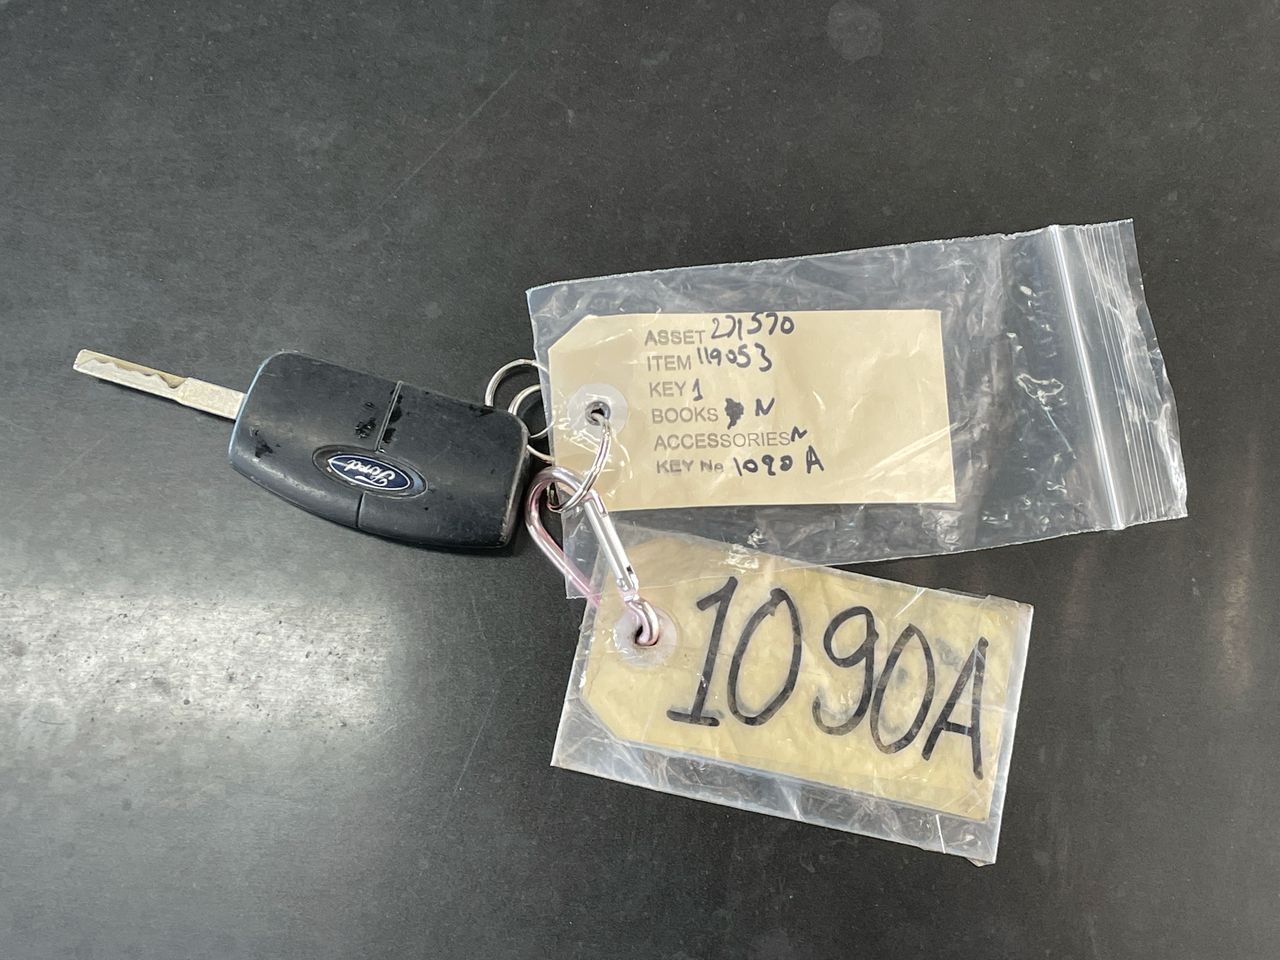 Ford
ASSET 271570
ITEM 119053
KEY 1
BOOKS N
ACCESSORIES N
KEY No 1090 A
1090A